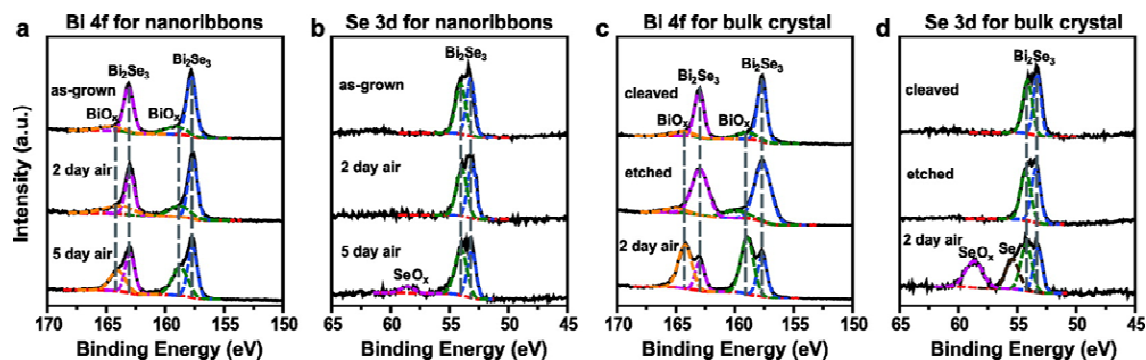 Intensity (a.u.)
a
Bi 4f for nanoribbons
Bi₂Se₃
Bi₂Se₃
as-grown
BiOₓ
BiOₓ
2 day air
5 day air
170 165 160 155 150
Binding Energy (eV)
b
Se 3d for nanoribbons
Bi₂Se₃
as-grown
2 day air
5 day air
SeOₓ
65 60 55 50 45
Binding Energy (eV)
c
Bi 4f for bulk crystal
Bi₂Se₃
Bi₂Se₃
cleaved
BiOₓ
BiOₓ
etched
2 day air
170 165 160 155 150
Binding Energy (eV)
d
Se 3d for bulk crystal
Bi₂Se₃
cleaved
etched
2 day air
SeOₓ
Se
65 60 55 50 45
Binding Energy (eV)